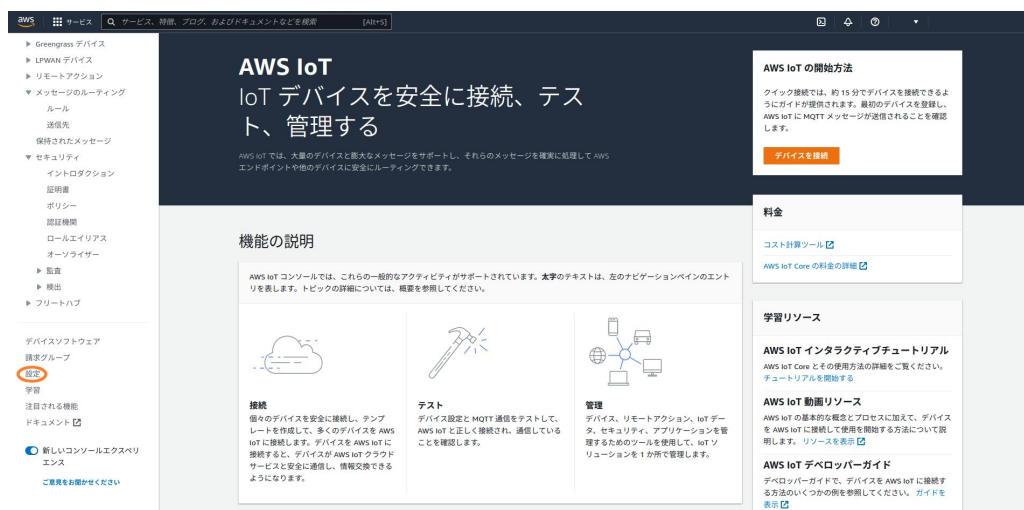 aws
サービス
サービス、特徴、ブログ、およびドキュメントなどを検索
[Alt+S]
Greengrass デバイス
LPWAN デバイス
リモートアクション
メッセージのルーティング
ルール
送信先
保持されたメッセージ
セキュリティ
イントロダクション
証明書
ポリシー
認証機関
ロールエイリアス
オーソライザー
監査
検出
フリートハブ
デバイスソフトウェア
請求グループ
設定
学習
注目される機能
ドキュメント
新しいコンソールエクスペリ
エンス
ご意見をお聞かせください
AWS IoT
IoT デバイスを安全に接続、テス
ト、管理する
AWS IoT では、大量のデバイスと膨大なメッセージをサポートし、それらのメッセージを確実に処理して AWS
エンドポイントや他のデバイスに安全にルーティングできます。
機能の説明
AWS IoT コンソールでは、これらの一般的なアクティビティがサポートされています。太字のテキストは、左のナビゲーションペインのエント
リを表します。トピックの詳細については、概要を参照してください。
接続
個々のデバイスを安全に接続し、テンプ
レートを作成して、多くのデバイスを AWS
IoT に接続します。デバイスを AWS IoT に
接続すると、デバイスが AWS IoT クラウド
サービスと安全に通信し、情報交換できる
ようになります。
テスト
デバイス設定と MQTT 通信をテストして、
AWS IoT と正しく接続され、通信している
ことを確認します。
管理
デバイス、リモートアクション、IoT デー
タ、セキュリティ、アプリケーションを管
理するためのツールを使用して、IoT ソ
リューションを 1 か所で管理します。
AWS IoT の開始方法
クイック接続では、約 15 分でデバイスを接続できるよ
うにガイドが提供されます。最初のデバイスを登録し、
AWS IoT に MQTT メッセージが送信されることを確認
します。
デバイスを接続
料金
コスト計算ツール
AWS IoT Core の料金の詳細
学習リソース
AWS IoT インタラクティブチュートリアル
AWS IoT Core とその使用方法の詳細をご覧ください。
チュートリアルを開始する
AWS IoT 動画リソース
AWS IoT の基本的な概念とプロセスに加えて、デバイス
を AWS IoT に接続して使用を開始する方法について説
明します。 リソースを表示
AWS IoT デベロッパーガイド
デベロッパーガイドで、デバイスを AWS IoT に接続す
る方法のいくつかの例を参照してください。 ガイドを
表示